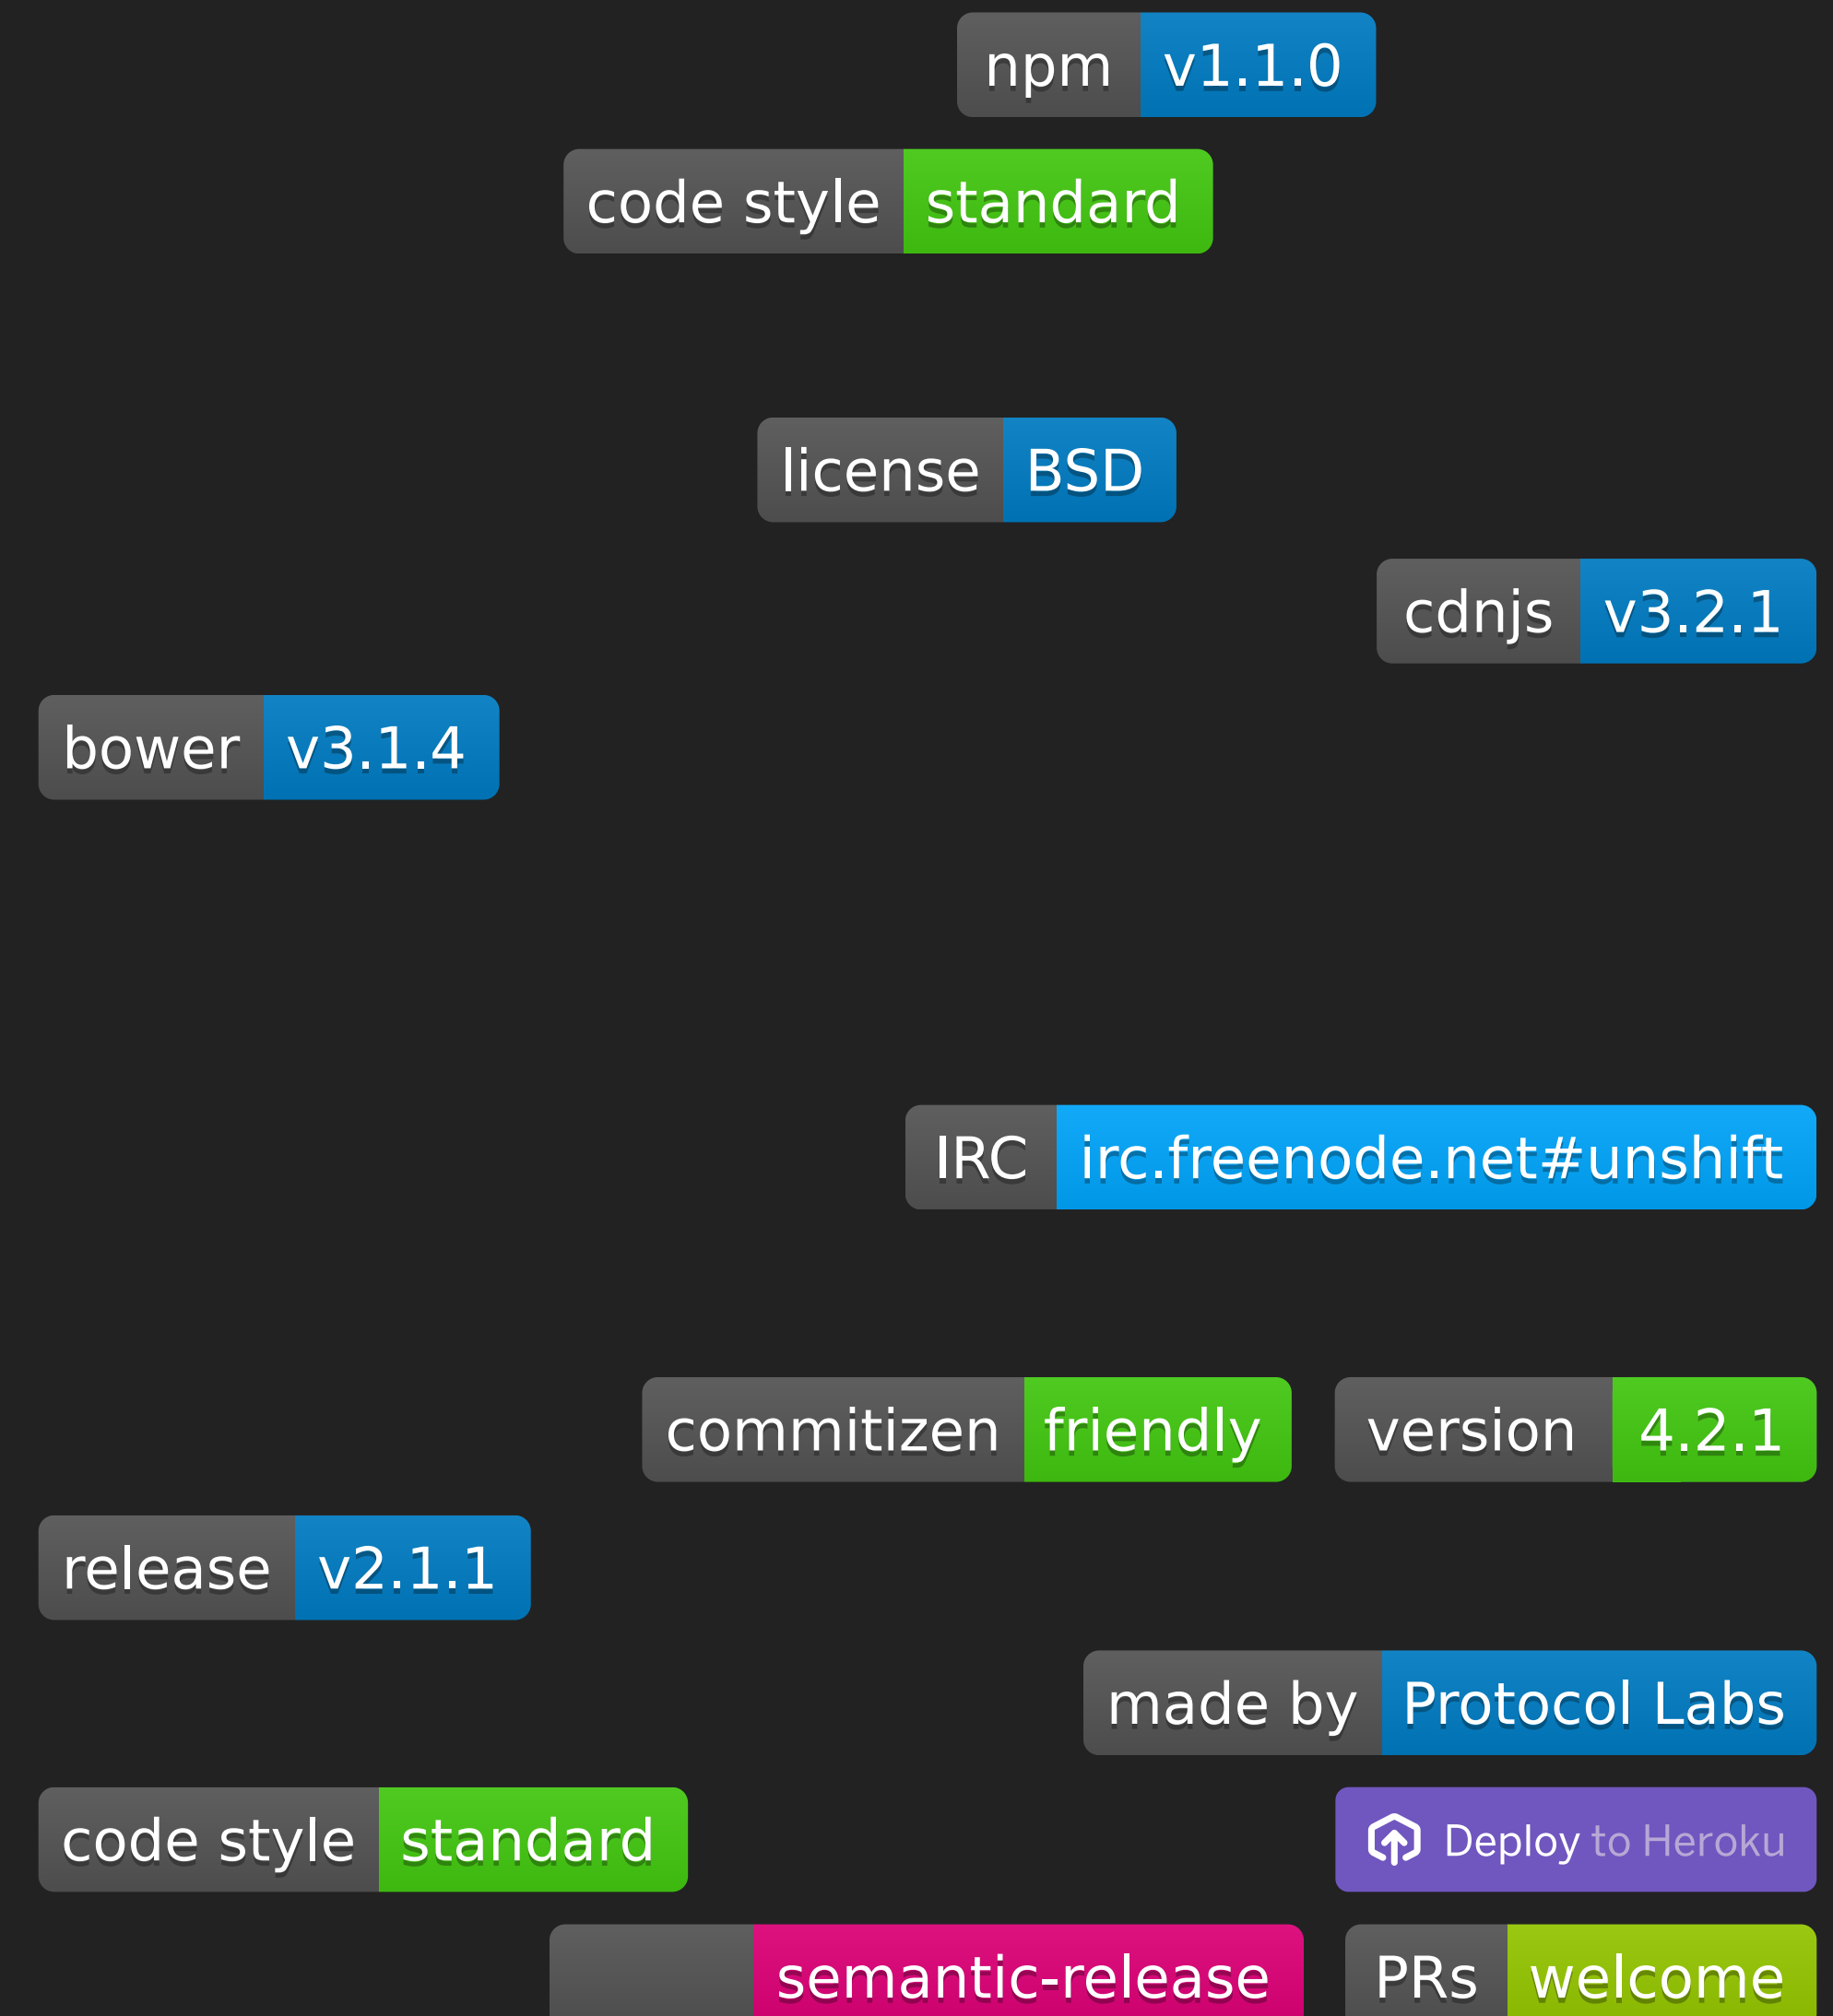 npm v1.1.0
code style standard
license BSD
cdnjs v3.2.1
bower v3.1.4
IRC irc.freenode.net#unshift
commitizen friendly version 4.2.1
release v2.1.1
made by Protocol Labs
code style standard Deploy to Heroku
semantic-release PRs welcome